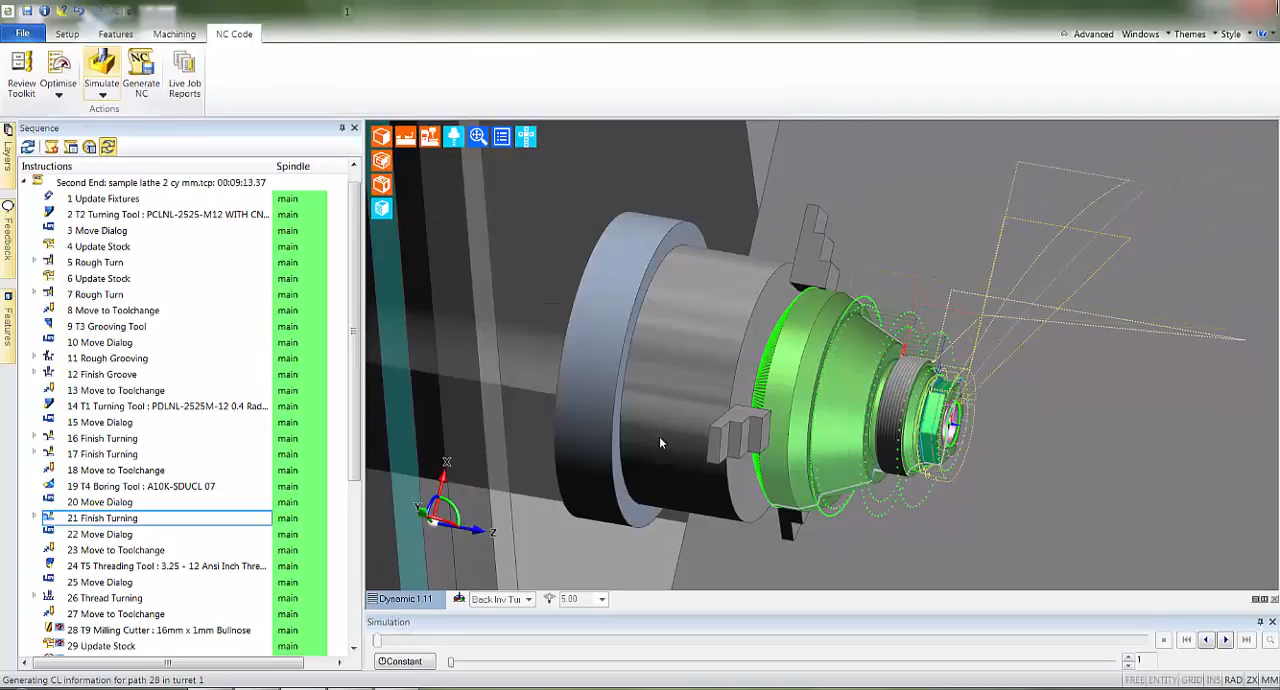 1
File Setup Features Machining NC Code
Advanced Windows Themes Style
Review Toolkit
Optimise
Simulate
Generate NC
Live Job Reports
Actions
Sequence
Layers
Feedback
Features
Instructions Spindle
Second End: sample lathe 2 cy mm.tcp: 00:09:13.37
1 Update Fixtures main
2 T2 Turning Tool : PCLNL-2525-M12 WITH CN... main
3 Move Dialog main
4 Update Stock main
5 Rough Turn main
6 Update Stock main
7 Rough Turn main
8 Move to Toolchange main
9 T3 Grooving Tool main
10 Move Dialog main
11 Rough Grooving main
12 Finish Groove main
13 Move to Toolchange main
14 T1 Turning Tool : PDLNL-2525M-12 0.4 Rad... main
15 Move Dialog main
16 Finish Turning main
17 Finish Turning main
18 Move to Toolchange main
19 T4 Boring Tool : A10K-SDUCL 07 main
20 Move Dialog main
21 Finish Turning main
22 Move Dialog main
23 Move to Toolchange main
24 T5 Threading Tool : 3.25 - 12 Ansi Inch Thre... main
25 Move Dialog main
26 Thread Turning main
27 Move to Toolchange main
28 T9 Milling Cutter : 16mm x 1mm Bullnose main
29 Update Stock main
X
Y
Z
Dynamic 1.11 Back Inv Tur 5.00
Simulation
Constant 1
Generating CL information for path 28 in turret 1
FREE ENTITY GRID INS RAD ZX MM